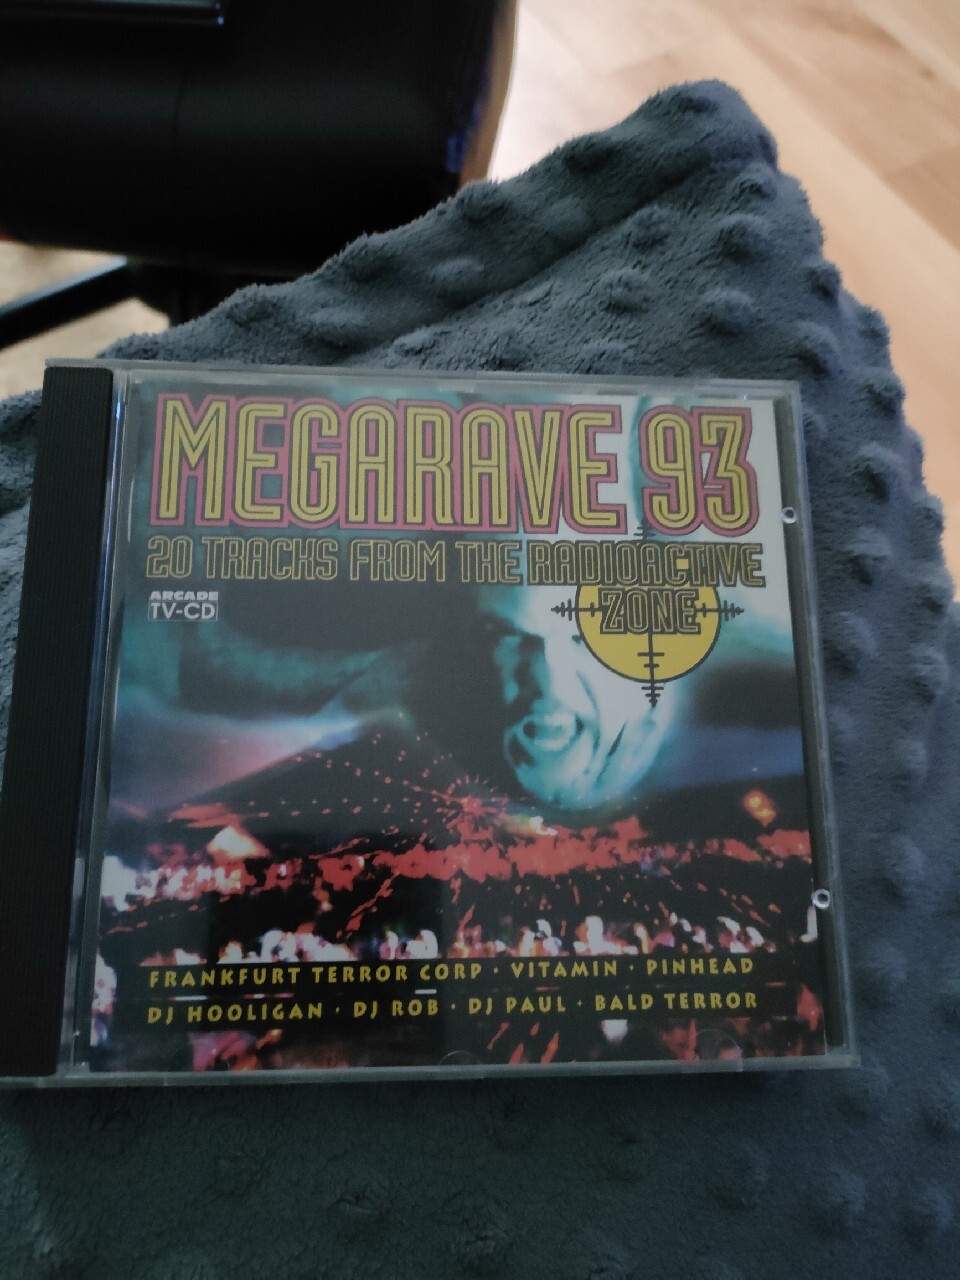 MEGARAVE 93
20 TRACKS FROM THE RADIOACTIVE
ZONE
ARCADE
TV-CD
FRANKFURT TERROR CORP · VITAMIN · PINHEAD
DJ HOOLIGAN · DJ ROB · DJ PAUL · BALD TERROR